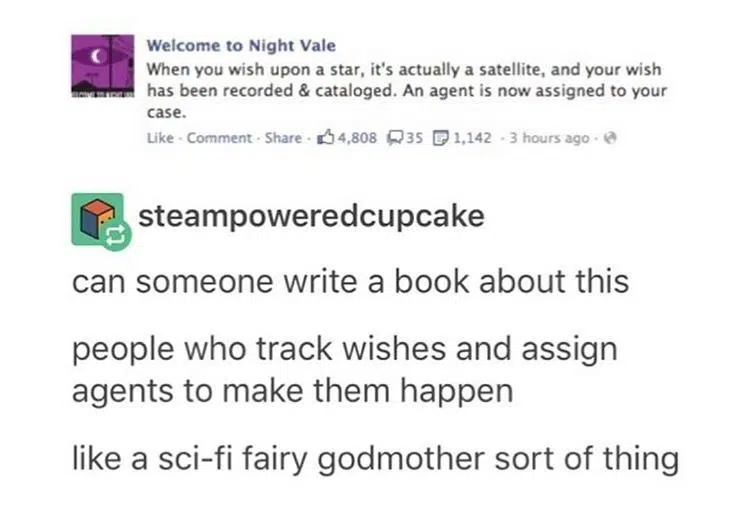 Welcome to Night Vale
When you wish upon a star, it's actually a satellite, and your wish
has been recorded & cataloged. An agent is now assigned to your
case.
Like · Comment · Share · 4,808 35 1,142 · 3 hours ago ·
steampoweredcupcake
can someone write a book about this
people who track wishes and assign
agents to make them happen
like a sci-fi fairy godmother sort of thing